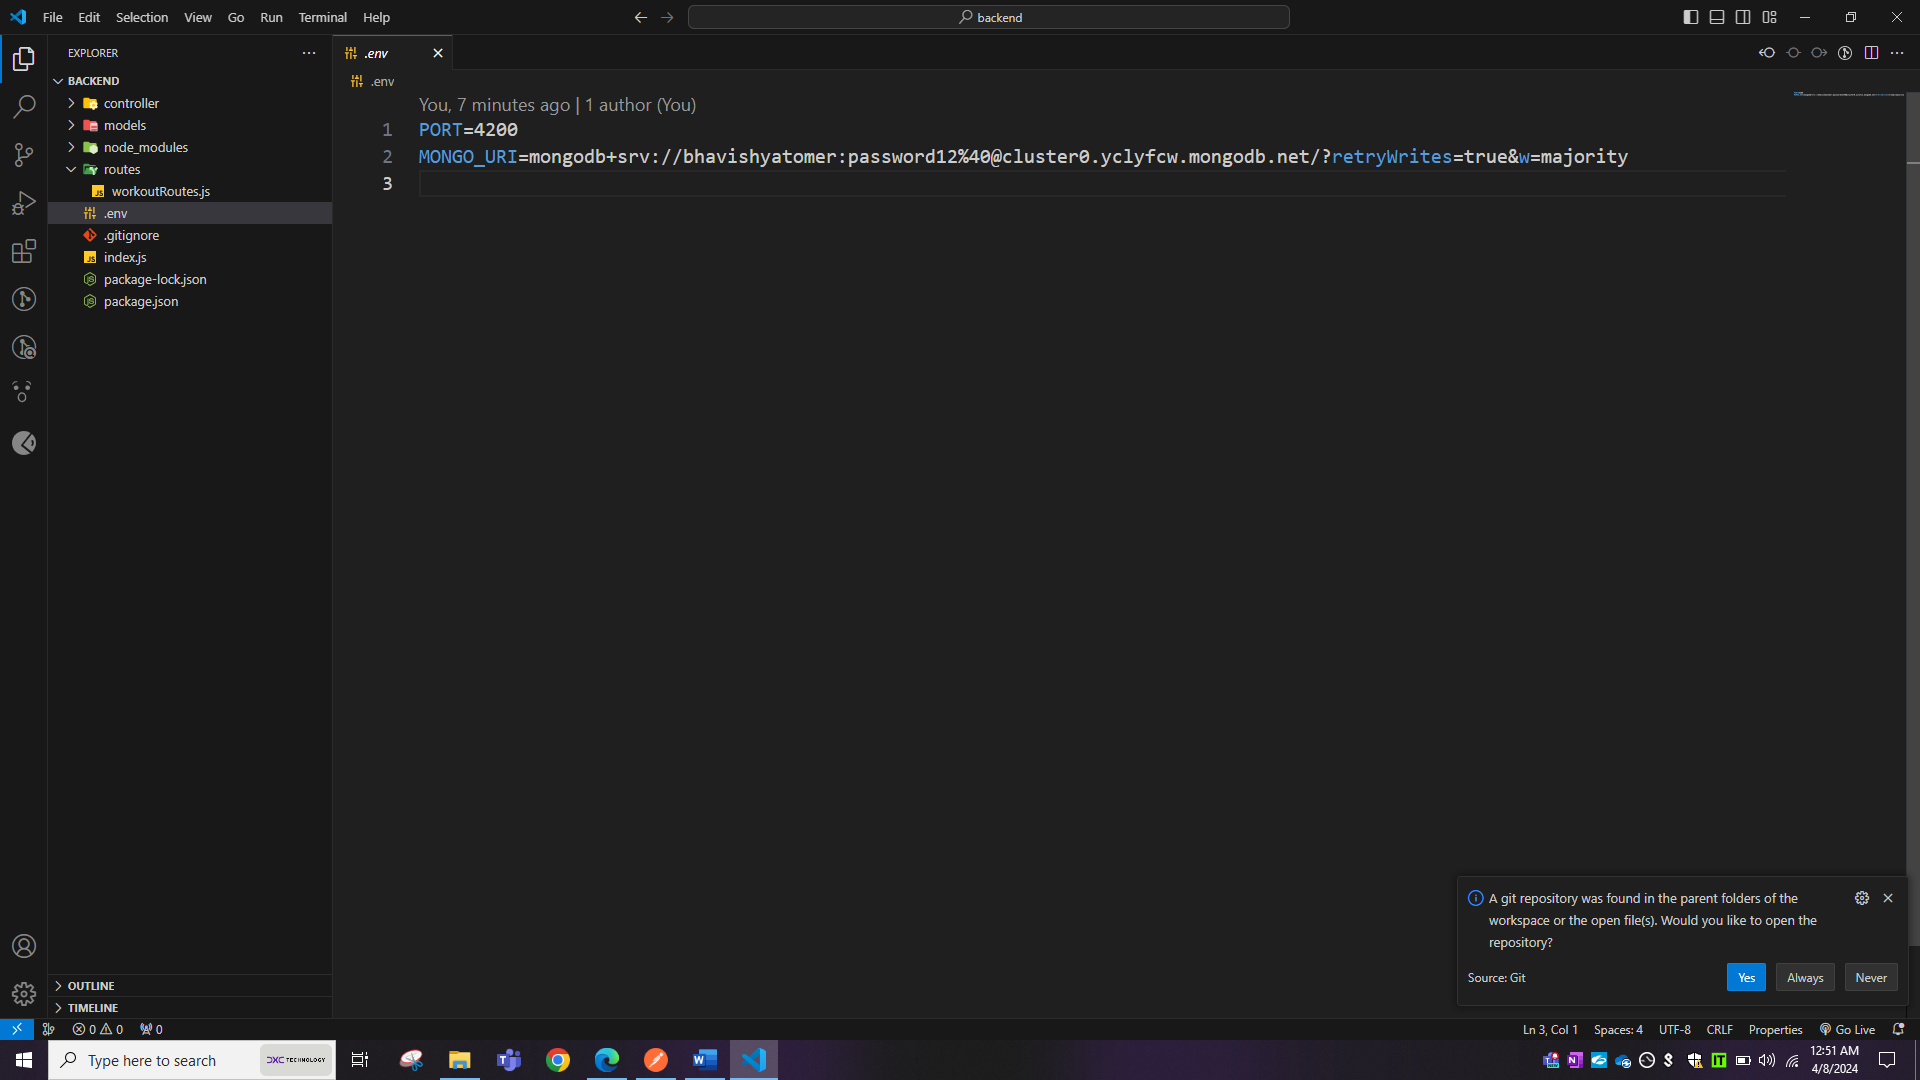 File Edit Selection View Go Run Terminal Help
backend
EXPLORER
BACKEND
controller
models
node_modules
routes
workoutRoutes.js
.env
.gitignore
index.js
package-lock.json
package.json
OUTLINE
TIMELINE
.env
.env
You, 7 minutes ago | 1 author (You)
1 PORT=4200
2 MONGO_URI=mongodb+srv://bhavishyatomer:password12%40@cluster0.yclyfcw.mongodb.net/?retryWrites=true&w=majority
3
A git repository was found in the parent folders of the
workspace or the open file(s). Would you like to open the
repository?
Source: Git
Yes Always Never
0 0 0
Ln 3, Col 1 Spaces: 4 UTF-8 CRLF Properties Go Live
Type here to search
DXC TECHNOLOGY
12:51 AM
4/8/2024